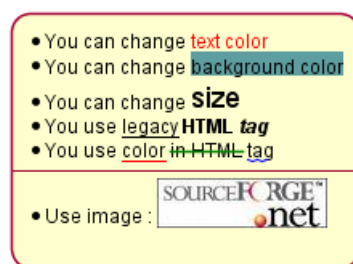 • You can change text color
• You can change background color
• You can change size
• You use legacy HTML tag
• You use color in HTML tag
• Use image : SOURCEFORGE™
.net